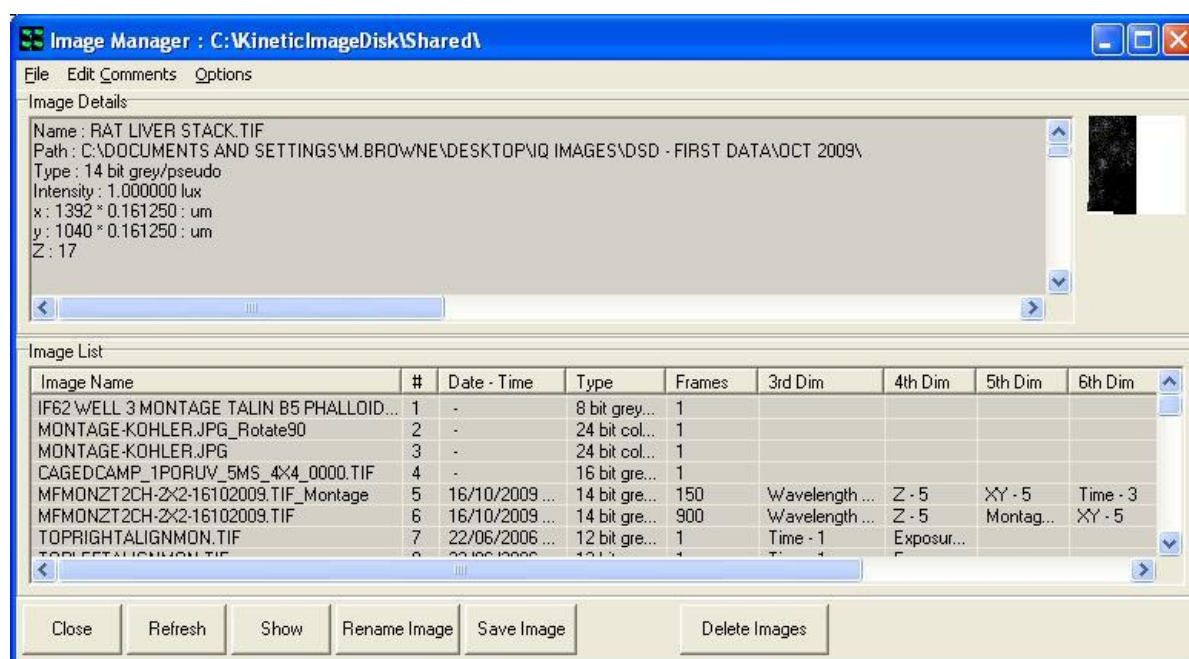 Image Manager : C:\KineticImageDisk\Shared\
File Edit Comments Options
Image Details
Name : RAT LIVER STACK.TIF
Path : C:\DOCUMENTS AND SETTINGS\M.BROWNE\DESKTOP\IQ IMAGES\DSD - FIRST DATA\OCT 2009\
Type : 14 bit grey/pseudo
Intensity : 1.000000 lux
x : 1392 * 0.161250 : um
y : 1040 * 0.161250 : um
Z : 17
Image List
Image Name # Date - Time Type Frames 3rd Dim 4th Dim 5th Dim 6th Dim
IF62 WELL 3 MONTAGE TALIN B5 PHALLOID... 1 - 8 bit grey... 1
MONTAGE-KOHLER.JPG_Rotate90 2 - 24 bit col... 1
MONTAGE-KOHLER.JPG 3 - 24 bit col... 1
CAGEDCAMP_1PORUV_5MS_4X4_0000.TIF 4 - 16 bit gre... 1
MFMONZT2CH-2X2-16102009.TIF_Montage 5 16/10/2009 ... 14 bit gre... 150 Wavelength ... Z - 5 XY - 5 Time - 3
MFMONZT2CH-2X2-16102009.TIF 6 16/10/2009 ... 14 bit gre... 900 Wavelength ... Z - 5 Montag... XY - 5
TOPRIGHTALIGNMON.TIF 7 22/06/2006 ... 12 bit gre... 1 Time - 1 Exposur...
Close Refresh Show Rename Image Save Image Delete Images